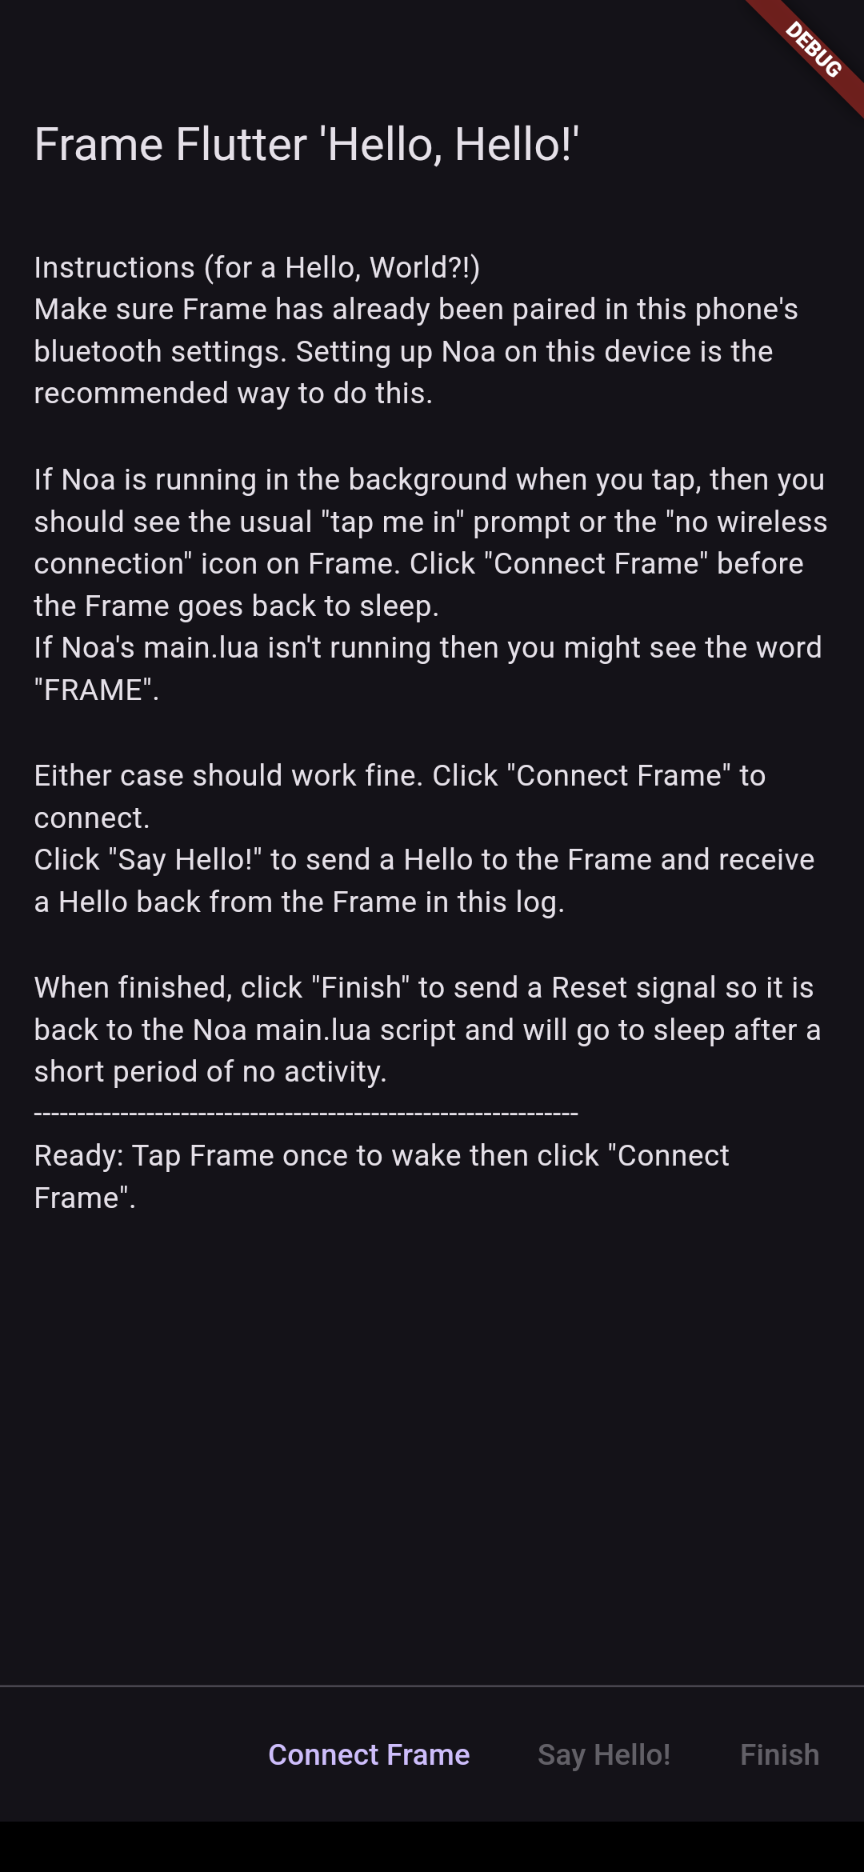 DEBUG
Frame Flutter 'Hello, Hello!'
Instructions (for a Hello, World?!)
Make sure Frame has already been paired in this phone's
bluetooth settings. Setting up Noa on this device is the
recommended way to do this.
If Noa is running in the background when you tap, then you
should see the usual "tap me in" prompt or the "no wireless
connection" icon on Frame. Click "Connect Frame" before
the Frame goes back to sleep.
If Noa's main.lua isn't running then you might see the word
"FRAME".
Either case should work fine. Click "Connect Frame" to
connect.
Click "Say Hello!" to send a Hello to the Frame and receive
a Hello back from the Frame in this log.
When finished, click "Finish" to send a Reset signal so it is
back to the Noa main.lua script and will go to sleep after a
short period of no activity.
----------------------------------------------------------------
Ready: Tap Frame once to wake then click "Connect
Frame".
Connect Frame Say Hello! Finish